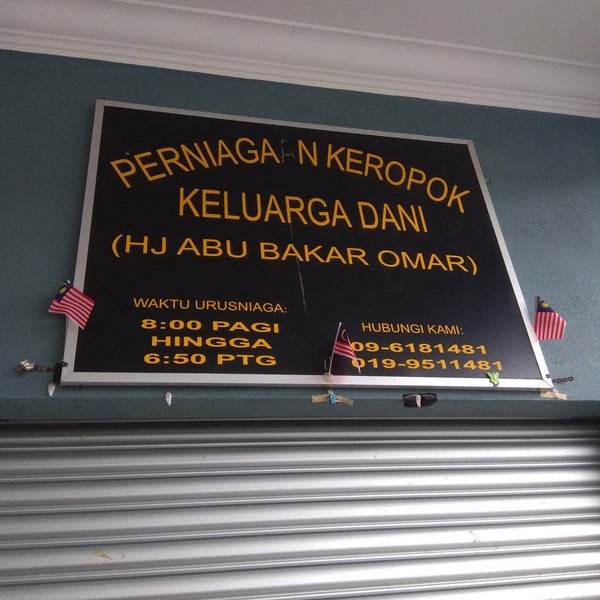 PERNIAGAAN KEROPOK
KELUARGA DANI
(HJ ABU BAKAR OMAR)
WAKTU URUSNIAGA:
8:00 PAGI
HINGGA
6:50 PTG
HUBUNGI KAMI:
09-6181481
019-9511481